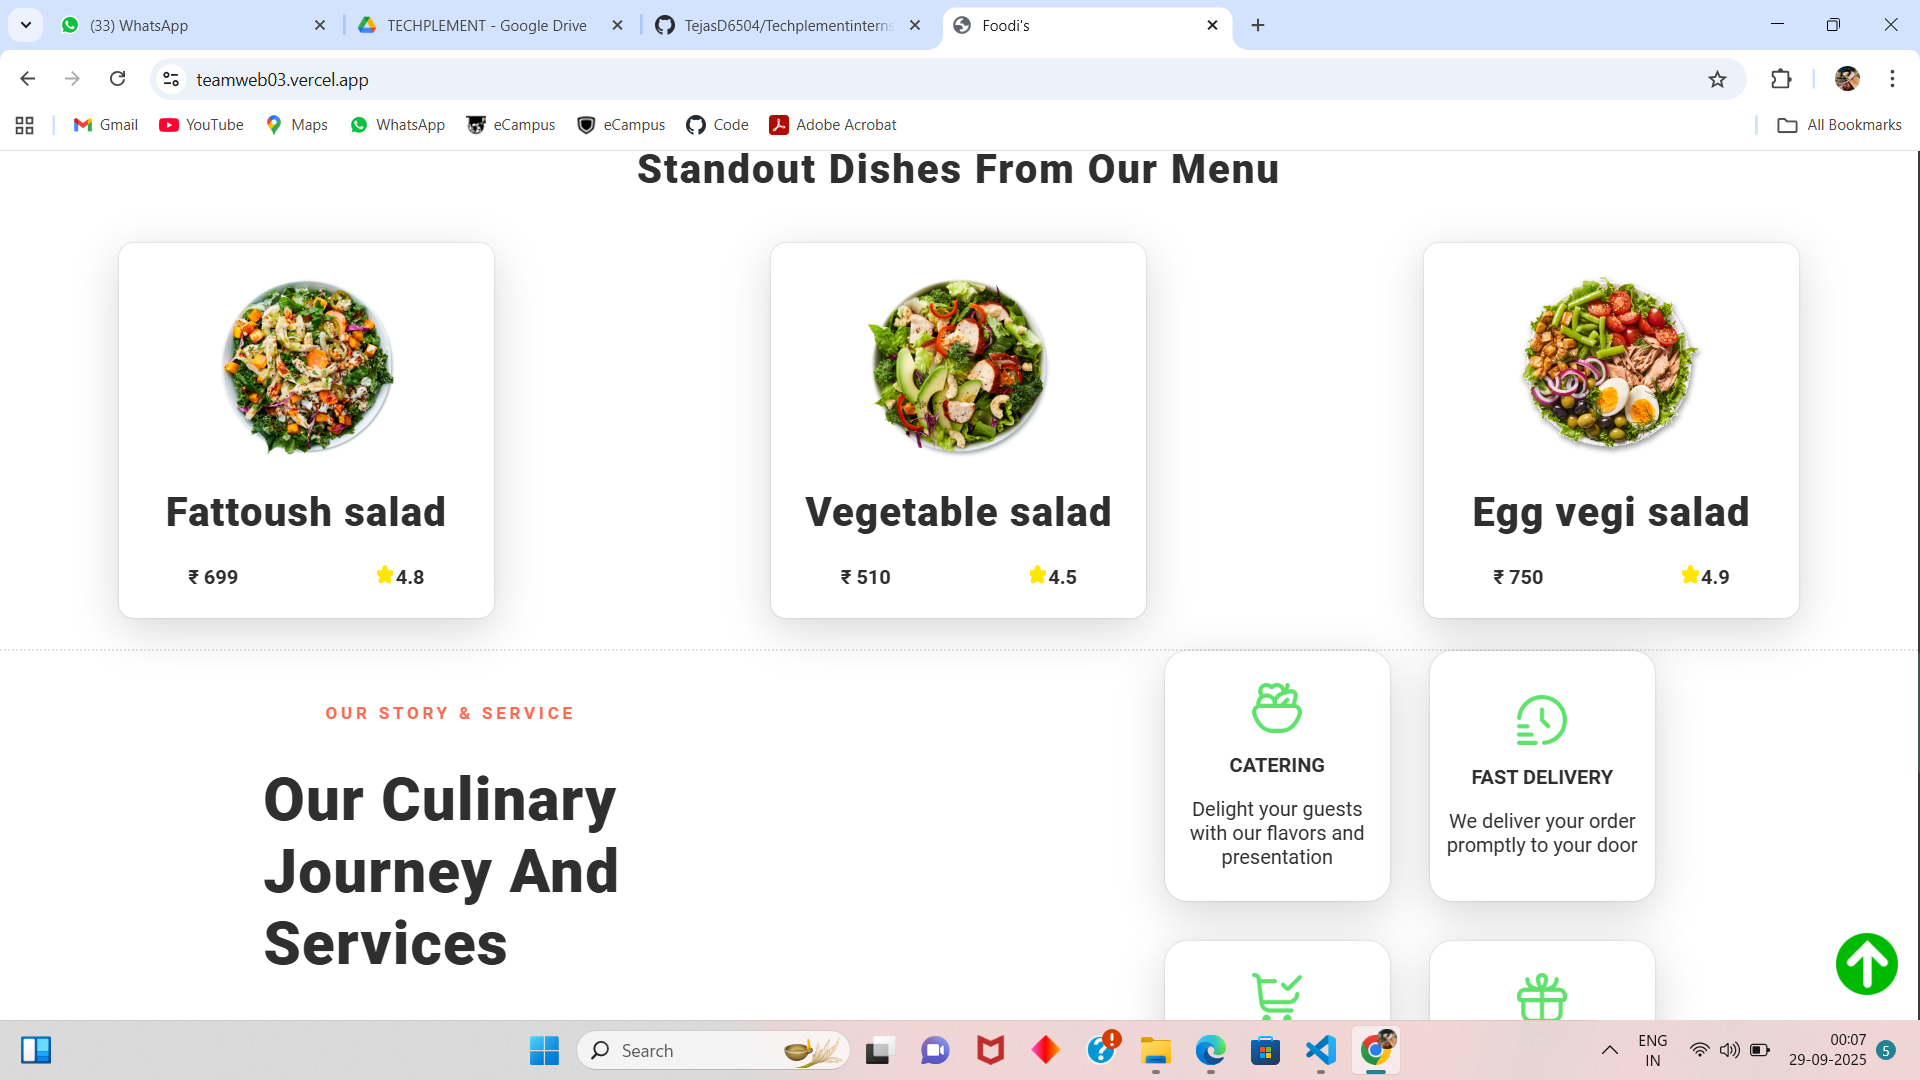 (33) WhatsApp
TECHPLEMENT - Google Drive
TejasD6504/Techplementinterns
Foodi's
teamweb03.vercel.app
Gmail
YouTube
Maps
WhatsApp
eCampus
eCampus
Code
Adobe Acrobat
All Bookmarks
Standout Dishes From Our Menu
Fattoush salad
₹ 699
4.8
Vegetable salad
₹ 510
4.5
Egg vegi salad
₹ 750
4.9
OUR STORY & SERVICE
Our Culinary
Journey And
Services
CATERING
Delight your guests
with our flavors and
presentation
FAST DELIVERY
We deliver your order
promptly to your door
Search
ENG
IN
00:07
29-09-2025
5